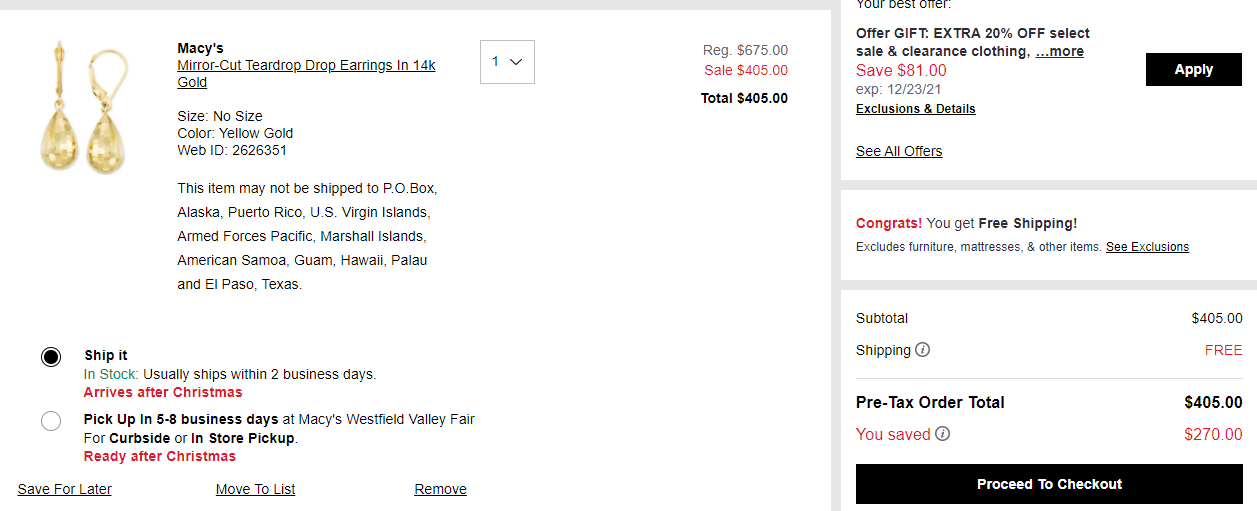 Macy's
Mirror-Cut Teardrop Drop Earrings In 14k
Gold
Size: No Size
Color: Yellow Gold
Web ID: 2626351
This item may not be shipped to P.O.Box,
Alaska, Puerto Rico, U.S. Virgin Islands,
Armed Forces Pacific, Marshall Islands,
American Samoa, Guam, Hawaii, Palau
and El Paso, Texas.
1
Reg. $675.00
Sale $405.00
Total $405.00
Ship it
In Stock: Usually ships within 2 business days.
Arrives after Christmas
Pick Up In 5-8 business days at Macy's Westfield Valley Fair
For Curbside or In Store Pickup.
Ready after Christmas
Save For Later Move To List Remove
Your best offer:
Offer GIFT: EXTRA 20% OFF select
sale & clearance clothing, ...more
Save $81.00
exp: 12/23/21
Exclusions & Details
Apply
See All Offers
Congrats! You get Free Shipping!
Excludes furniture, mattresses, & other items. See Exclusions
Subtotal $405.00
Shipping FREE
Pre-Tax Order Total $405.00
You saved $270.00
Proceed To Checkout